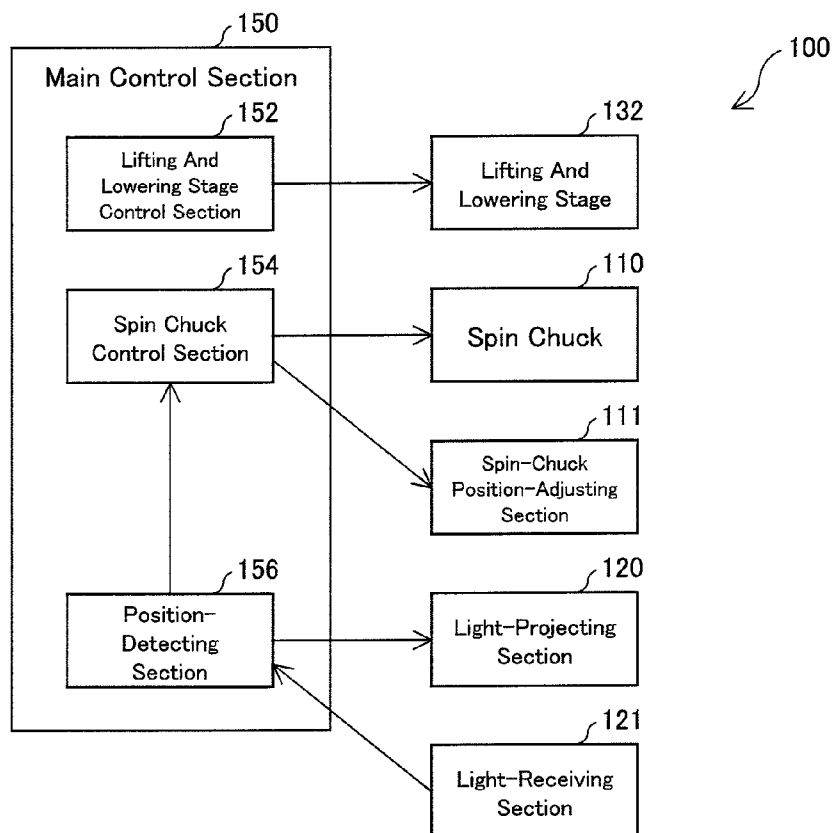 150
100
Main Control Section
152
Lifting And
Lowering Stage
Control Section
132
Lifting And
Lowering Stage
154
Spin Chuck
Control Section
110
Spin Chuck
111
Spin-Chuck
Position-Adjusting
Section
156
Position-
Detecting
Section
120
Light-Projecting
Section
121
Light-Receiving
Section